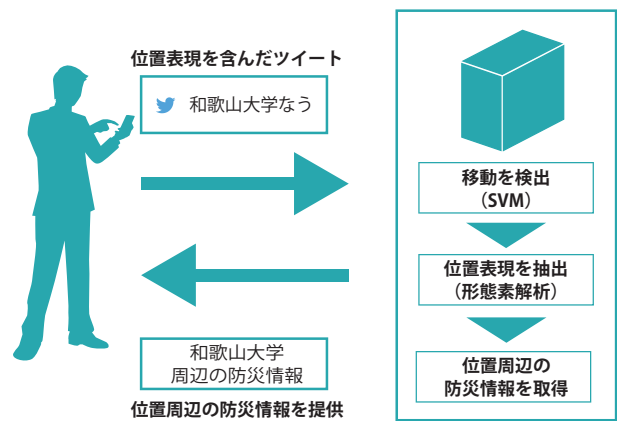 位置表現を含んだツイート
和歌山大学なう
和歌山大学
周辺の防災情報
位置周辺の防災情報を提供
移動を検出
（SVM）
位置表現を抽出
（形態素解析）
位置周辺の
防災情報を取得